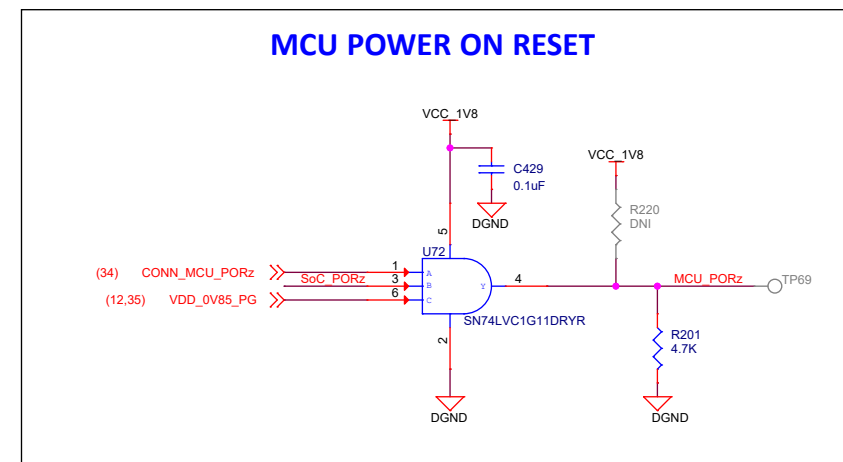 MCU POWER ON RESET
VCC_1V8
C429
0.1uF
DGND
VCC_1V8
R220
DNI
5
U72
(34) CONN_MCU_PORz 1 A
SoC_PORz 3 B
(12,35) VDD_0V85_PG 6 C
Y 4
MCU_PORz
TP69
SN74LVC1G11DRYR
2
R201
4.7K
DGND
DGND